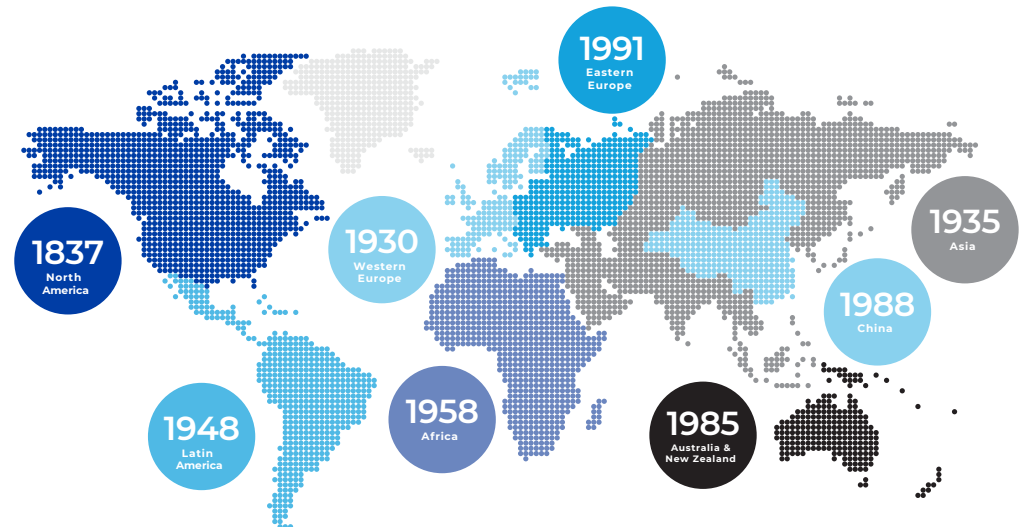 1991
Eastern
Europe
1837
North
America
1930
Western
Europe
1935
Asia
1988
China
1948
Latin
America
1958
Africa
1985
Australia &
New Zealand